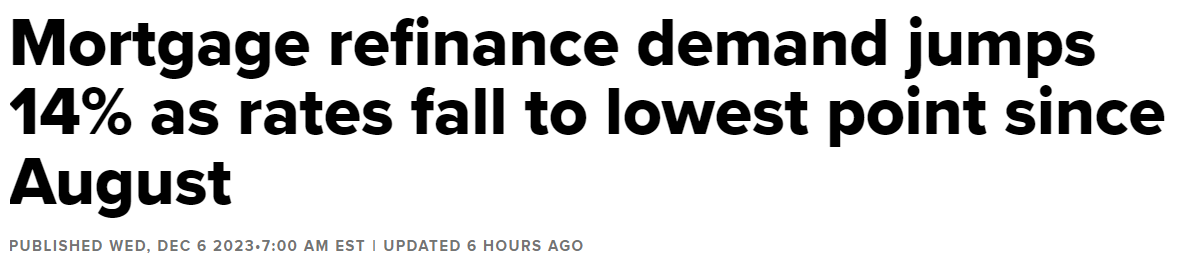 Mortgage refinance demand jumps
14% as rates fall to lowest point since
August
PUBLISHED WED, DEC 6 2023•7:00 AM EST | UPDATED 6 HOURS AGO